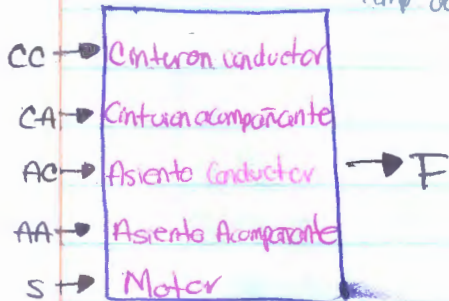 CC Cinturon conductor
CA Cinturon acompañante
AC Asiento Conductor
F
AA Asiento Acompañante
S Motor